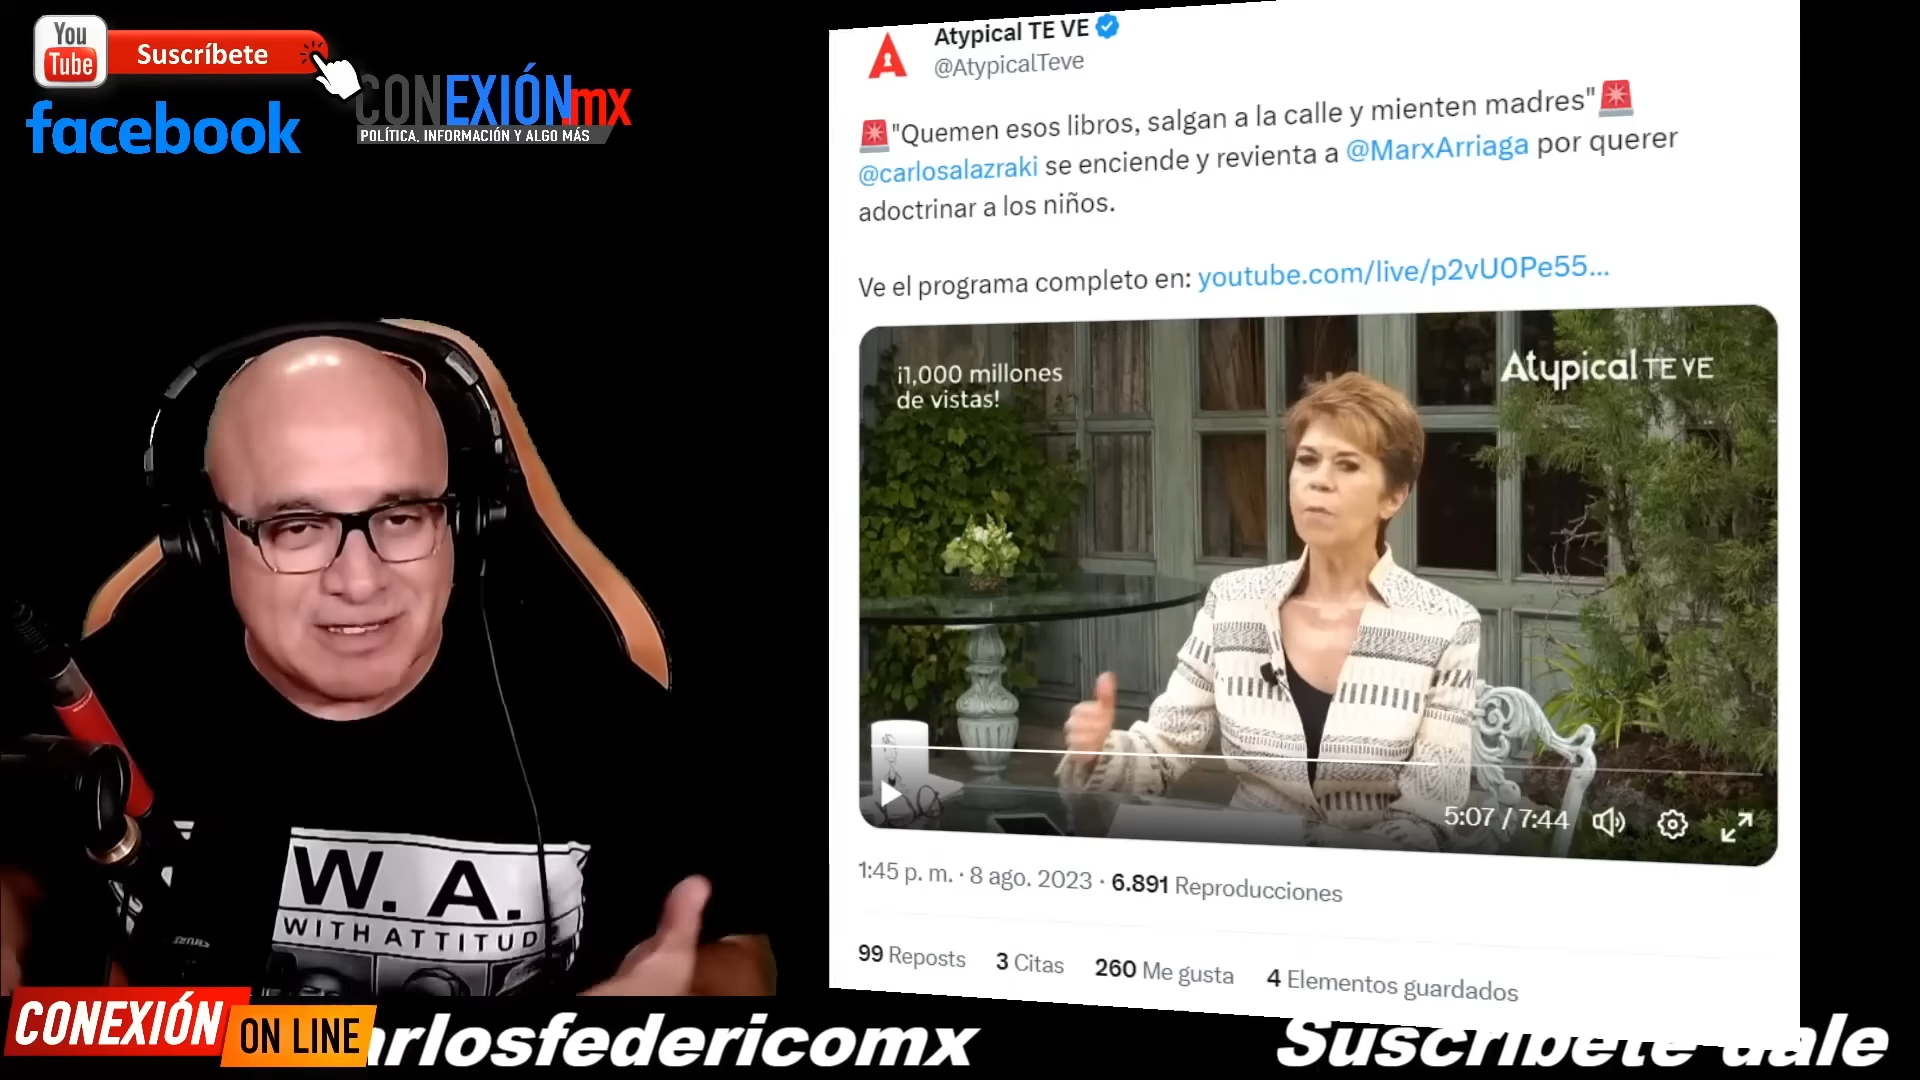 You
Tube
Suscríbete
facebook
CONEXIÓNmx
POLÍTICA, INFORMACIÓN Y ALGO MÁS
Atypical TE VE
@AtypicalTeve
"Quemen esos libros, salgan a la calle y mienten madres"
@carlosalazraki se enciende y revienta a @MarxArriaga por querer
adoctrinar a los niños.
Ve el programa completo en: youtube.com/live/p2vU0Pe55...
¡1,000 millones
de vistas!
Atypical TE VE
5:07 / 7:44
1:45 p. m. · 8 ago. 2023 · 6.891 Reproducciones
99 Reposts 3 Citas 260 Me gusta 4 Elementos guardados
W. A.
WITH ATTITUD
CONEXIÓN
ON LINE
arlosfedericomx
Suscríbete dale